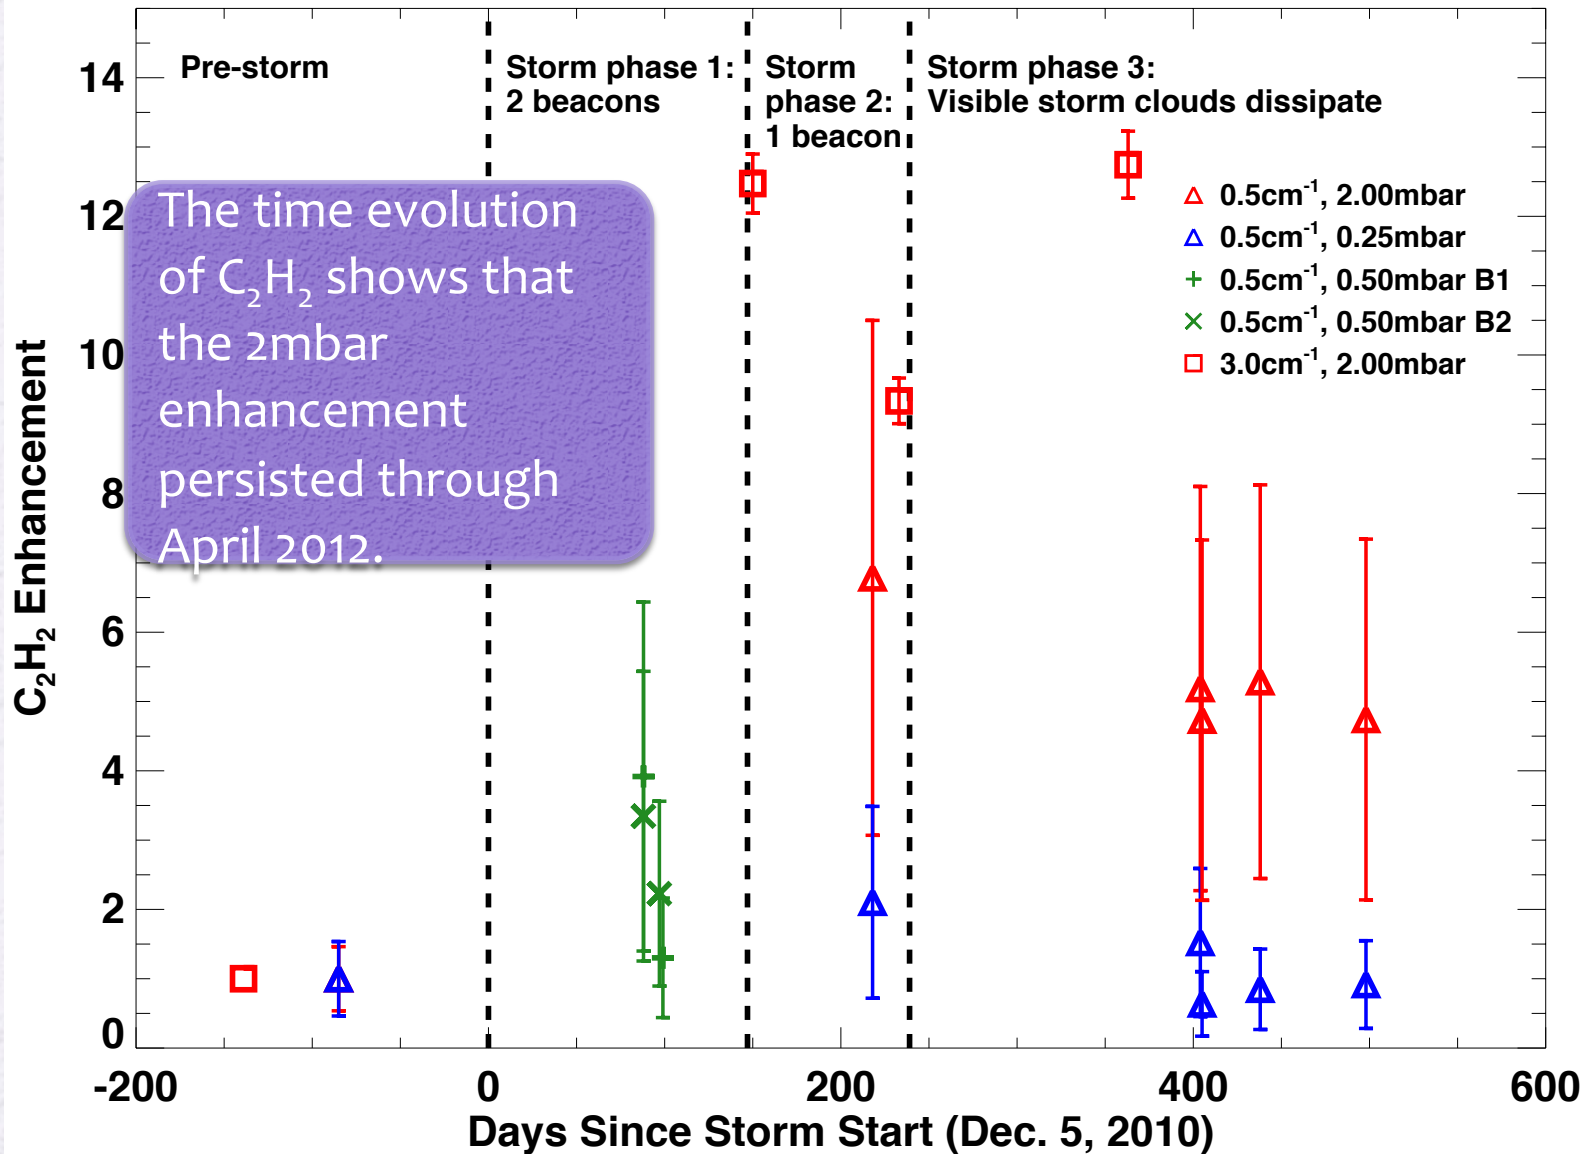 Pre-storm
Storm phase 1:
2 beacons
Storm
phase 2:
1 beacon
Storm phase 3:
Visible storm clouds dissipate
The time evolution
of C₂H₂ shows that
the 2mbar
enhancement
persisted through
April 2012.
0.5cm⁻¹, 2.00mbar
0.5cm⁻¹, 0.25mbar
0.5cm⁻¹, 0.50mbar B1
0.5cm⁻¹, 0.50mbar B2
3.0cm⁻¹, 2.00mbar
C₂H₂ Enhancement
14
12
10
8
6
4
2
0
-200 0 200 400 600
Days Since Storm Start (Dec. 5, 2010)